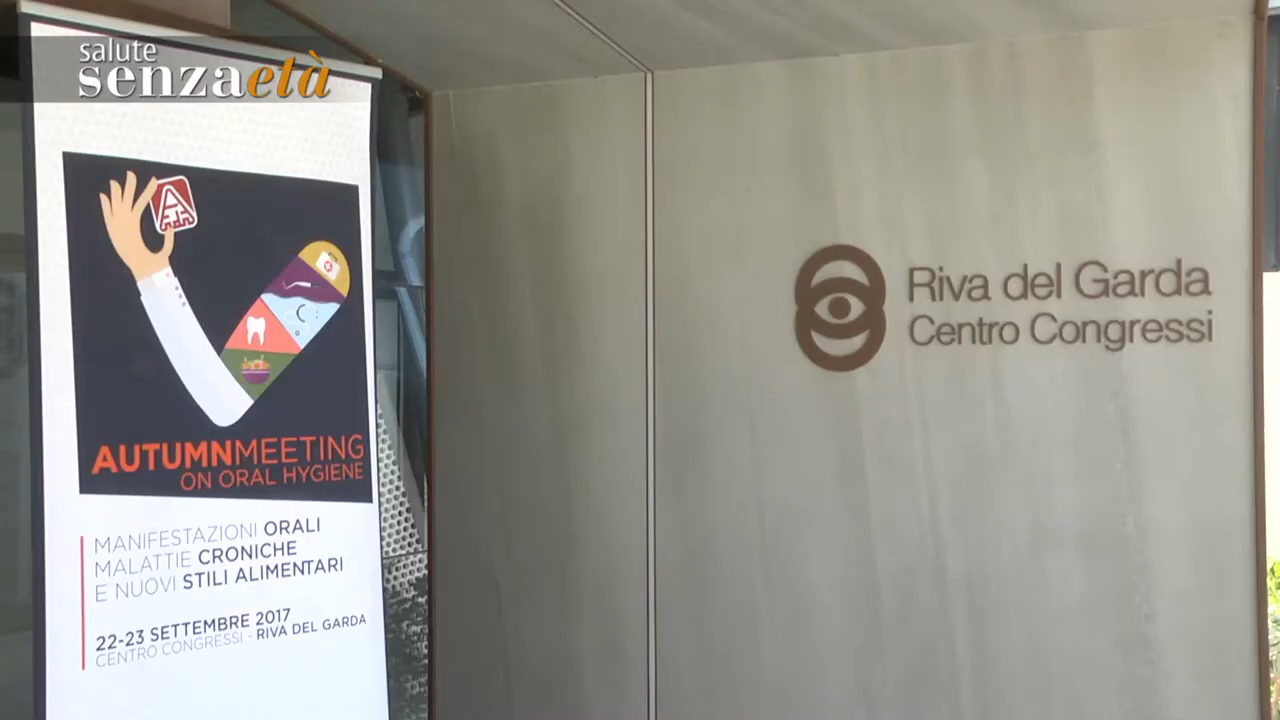 salute
senzaetà
AUTUMNMEETING
ON ORAL HYGIENE
MANIFESTAZIONI ORALI
MALATTIE CRONICHE
E NUOVI STILI ALIMENTARI
22-23 SETTEMBRE 2017
CENTRO CONGRESSI - RIVA DEL GARDA
Riva del Garda
Centro Congressi